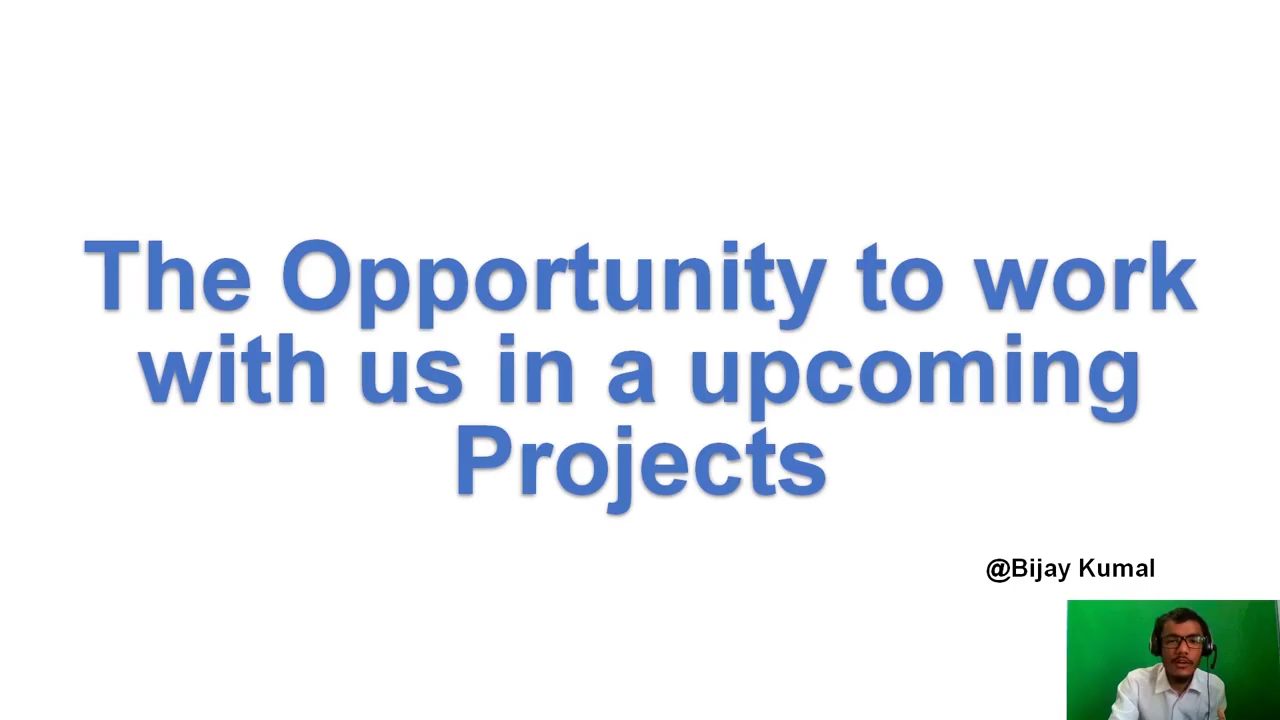 The Opportunity to work
with us in a upcoming
Projects
@Bijay Kumal